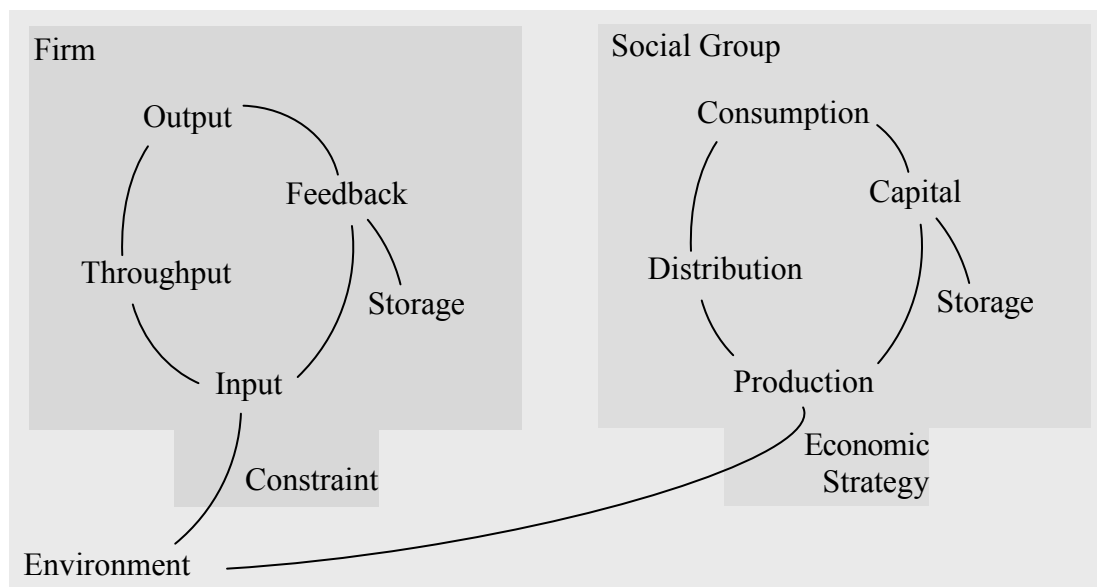 Firm
Output
Feedback
Throughput
Storage
Input
Constraint
Environment
Social Group
Consumption
Capital
Distribution
Storage
Production
Economic
Strategy